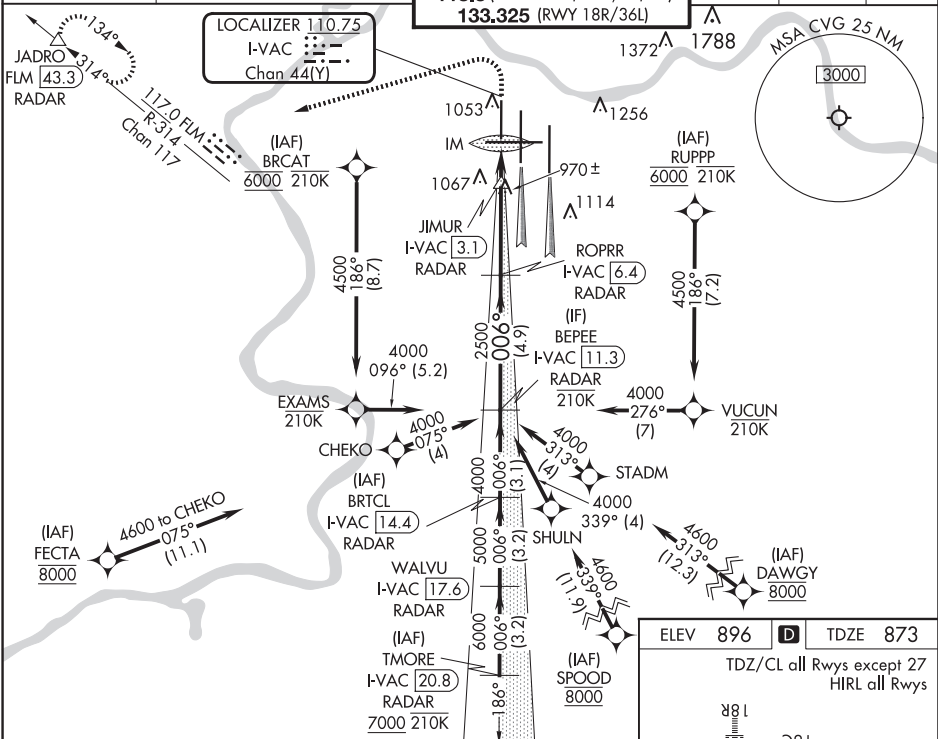 133.325 (RWY 18R/36L)
LOCALIZER 110.75
I-VAC
Chan 44(Y)
134°
314°
JADRO
FLM 43.3
RADAR
117.0 FLM
R-314
Chan 117
1372
1788
MSA CVG 25 NM
3000
1053
1256
IM
1067
970±
1114
(IAF)
BRCAT
6000 210K
(IAF)
RUPPP
6000 210K
JIMUR
I-VAC 3.1
RADAR
ROPRR
I-VAC 6.4
RADAR
4500
186°
(8.7)
4500
186°
(7.2)
2500
006°
(4.9)
(IF)
BEPEE
I-VAC 11.3
RADAR
210K
4000
096° (5.2)
EXAMS
210K
4000
276°
(7)
VUCUN
210K
CHEKO
4000
075°
(4)
4000
313°
(4)
STADM
4000
006°
(3.1)
4000
339° (4)
SHULN
(IAF)
BRTCL
I-VAC 14.4
RADAR
(IAF)
FECTA
8000
4600 to CHEKO
075°
(11.1)
5000
006°
(3.2)
WALVU
I-VAC 17.6
RADAR
4600
313°
(12.3)
(IAF)
DAWGY
8000
4600
339°
(11.9)
(IAF)
SPOOD
8000
6000
006°
(3.2)
(IAF)
TMORE
I-VAC 20.8
RADAR
7000 210K
186°
ELEV 896 D TDZE 873
TDZ/CL all Rwys except 27
HIRL all Rwys
18R